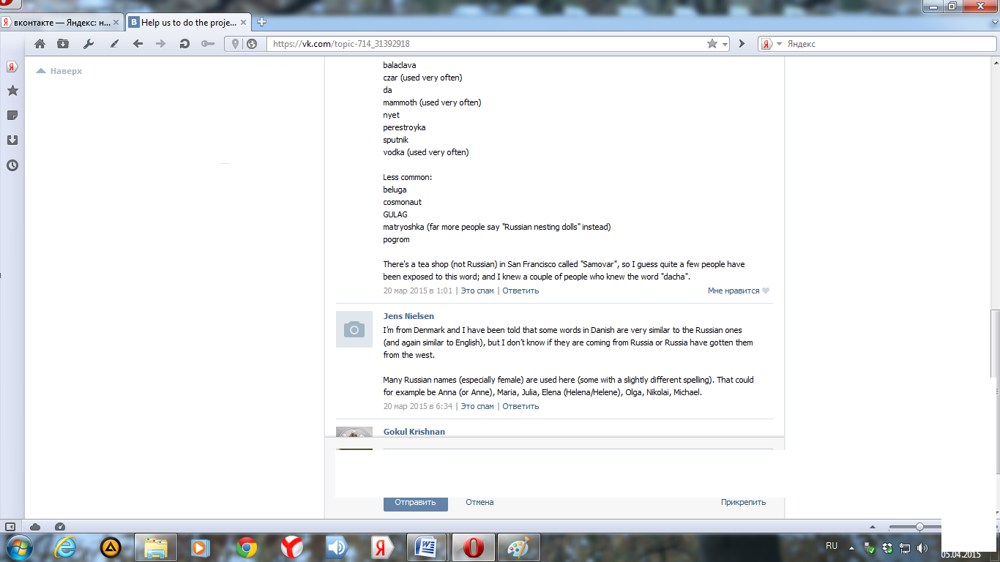 вконтакте — Яндекс: н...
Help us to do the proje...
https://vk.com/topic-714_31392918
Яндекс
Наверх
balaclava
czar (used very often)
da
mammoth (used very often)
nyet
perestroyka
sputnik
vodka (used very often)
Less common:
beluga
cosmonaut
GULAG
matryoshka (far more people say "Russian nesting dolls" instead)
pogrom
There's a tea shop (not Russian) in San Francisco called "Samovar", so I guess quite a few people have
been exposed to this word; and I knew a couple of people who knew the word "dacha".
20 мар 2015 в 1:01 | Это спам | Ответить
Мне нравится
Jens Nielsen
I’m from Denmark and I have been told that some words in Danish are very similar to the Russian ones
(and again similar to English), but I don’t know if they are coming from Russia or Russia have gotten them
from the west.
Many Russian names (especially female) are used here (some with a slightly different spelling). That could
for example be Anna (or Anne), Maria, Julia, Elena (Helena/Helene), Olga, Nikolai, Michael.
20 мар 2015 в 6:34 | Это спам | Ответить
Gokul Krishnan
Отправить
Отмена
Прикрепить
RU
05.04.2015